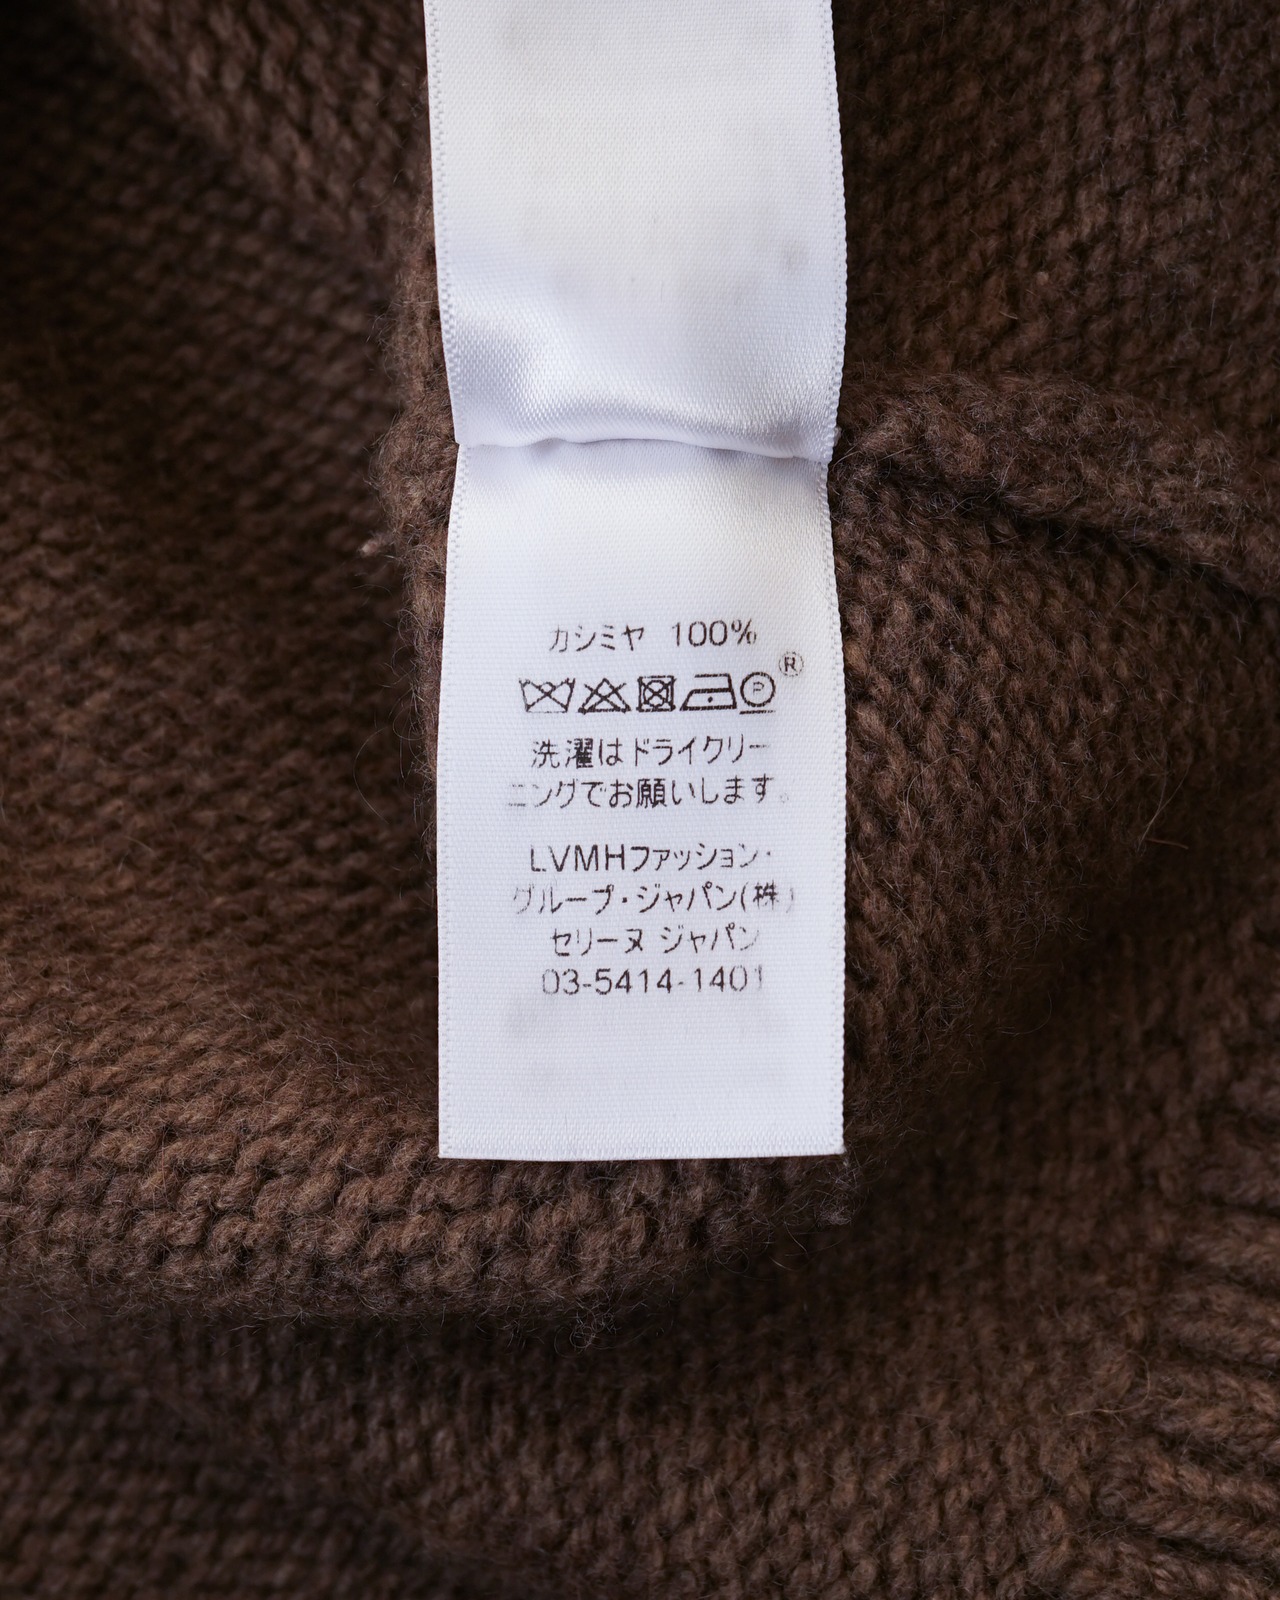 カシミヤ 100%
®
P
洗濯はドライクリー
ニングでお願いします。
LVMHファッション・
グループ・ジャパン(株)
セリーヌ ジャパン
03-5414-1401